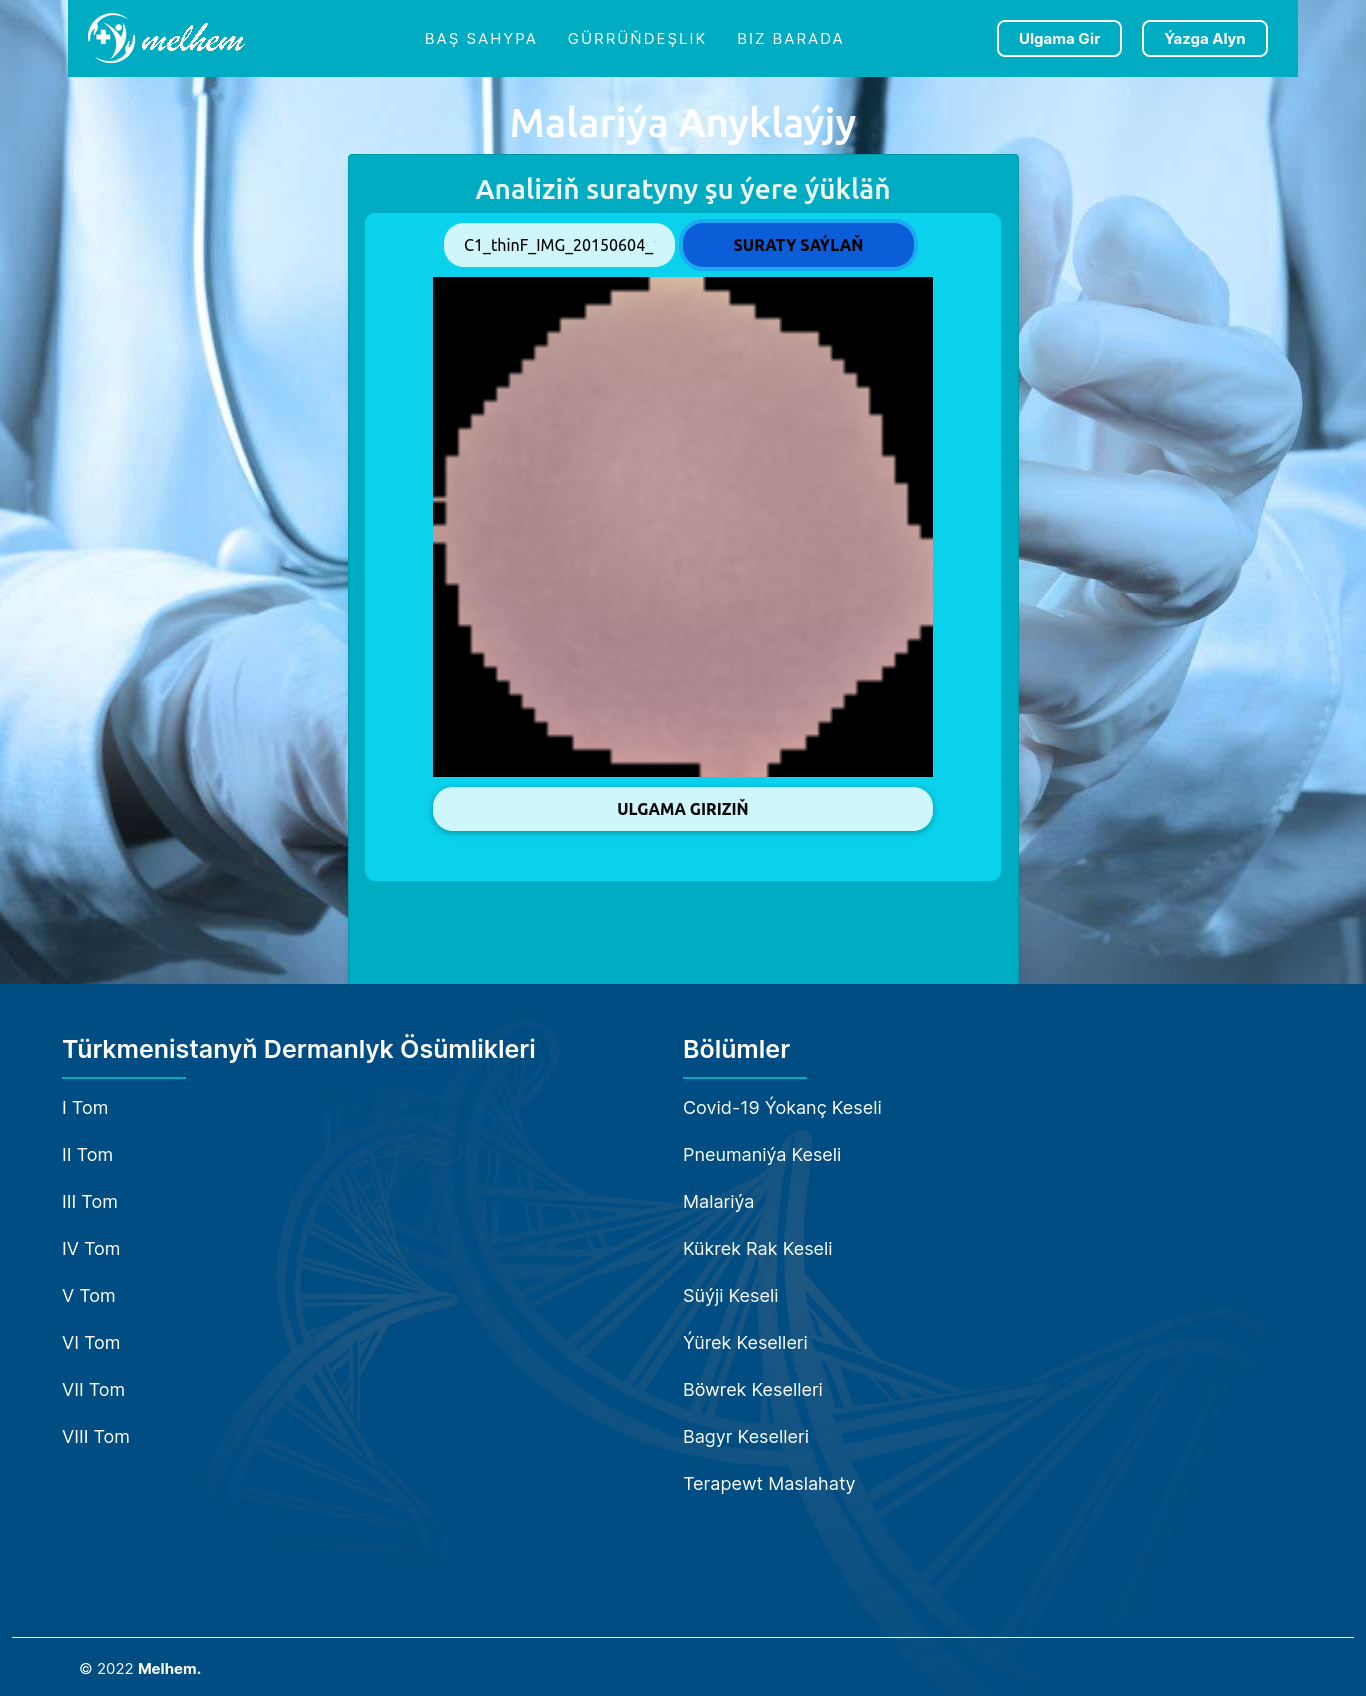 melhem
BAŞ SAHYPA GÜRRÜŇDEŞLIK BIZ BARADA
Ulgama Gir Ýazga Alyn
Malariýa Anyklaýjy
Analiziň suratyny şu ýere ýükläň
C1_thinF_IMG_20150604_ SURATY SAÝLAŇ
ULGAMA GIRIZIŇ
Türkmenistanyň Dermanlyk Ösümlikleri
I Tom
II Tom
III Tom
IV Tom
V Tom
VI Tom
VII Tom
VIII Tom
Bölümler
Covid-19 Ýokanç Keseli
Pneumaniýa Keseli
Malariýa
Kükrek Rak Keseli
Süýji Keseli
Ýürek Keselleri
Böwrek Keselleri
Bagyr Keselleri
Terapewt Maslahaty
© 2022 Melhem.